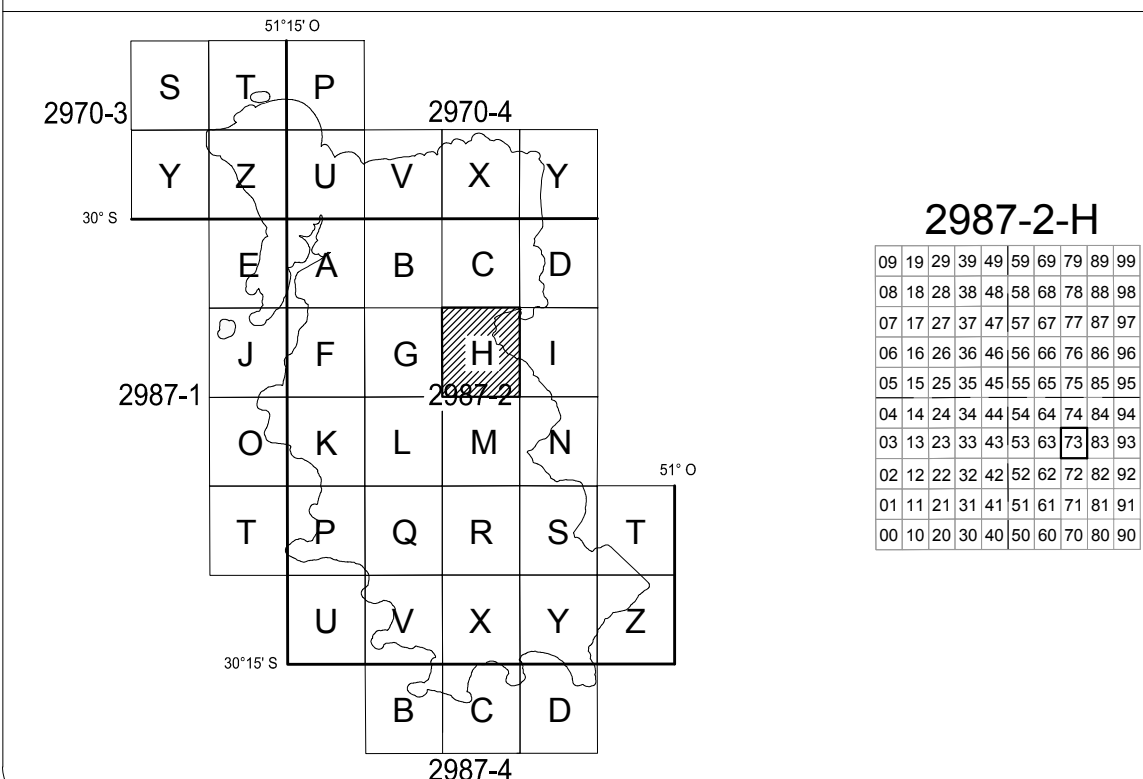 51°15' O
S T P
2970-3 2970-4
Y Z U V X Y
30° S
E A B C D
J F G H I
2987-1 2987-2
O K L M N
51° O
T P Q R S T
U V X Y Z
30°15' S
B C D
2987-4
2987-2-H
09 19 29 39 49 59 69 79 89 99
08 18 28 38 48 58 68 78 88 98
07 17 27 37 47 57 67 77 87 97
06 16 26 36 46 56 66 76 86 96
05 15 25 35 45 55 65 75 85 95
04 14 24 34 44 54 64 74 84 94
03 13 23 33 43 53 63 73 83 93
02 12 22 32 42 52 62 72 82 92
01 11 21 31 41 51 61 71 81 91
00 10 20 30 40 50 60 70 80 90